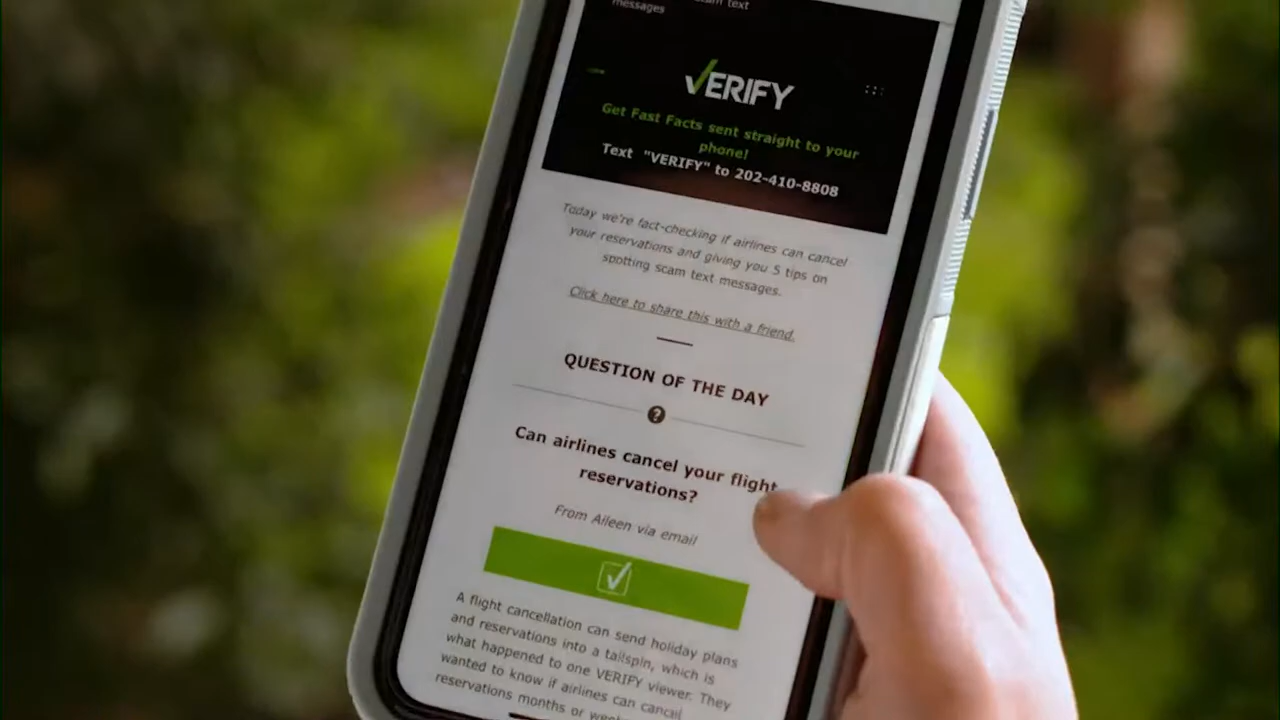 scam text
messages
VERIFY
Get Fast Facts sent straight to your
phone!
Text "VERIFY" to 202-410-8808
Today we're fact-checking if airlines can cancel
your reservations and giving you 5 tips on
spotting scam text messages.
Click here to share this with a friend.
QUESTION OF THE DAY
?
Can airlines cancel your flight
reservations?
From Aileen via email
A flight cancellation can send holiday plans
and reservations into a tailspin, which is
what happened to one VERIFY viewer. They
wanted to know if airlines can cancel
reservations months or